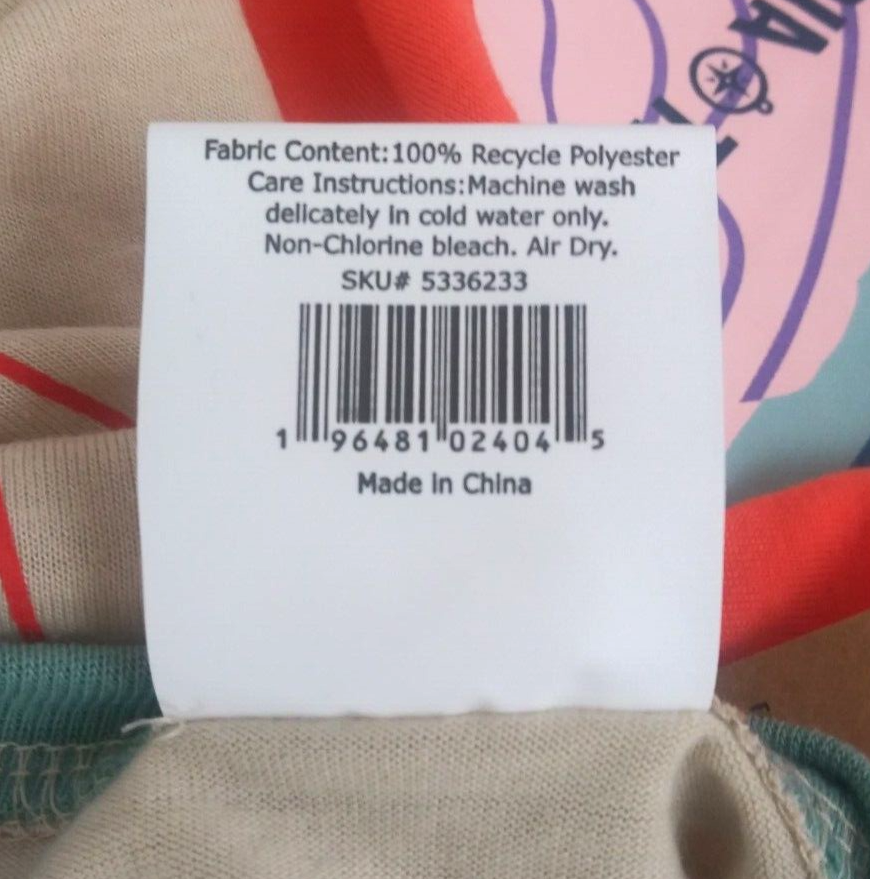 Fabric Content:100% Recycle Polyester
Care Instructions:Machine wash
delicately in cold water only.
Non-Chlorine bleach. Air Dry.
SKU# 5336233
1 96481 02404 5
Made in China